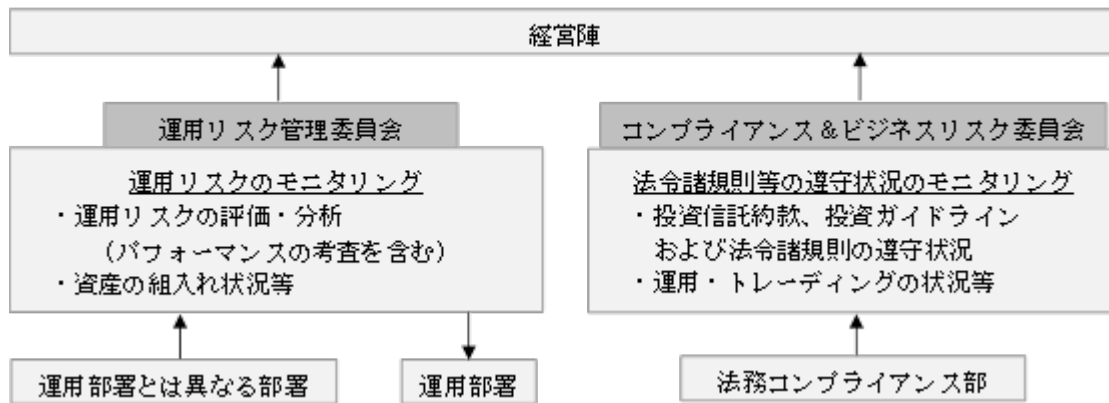 経営陣
運用リスク管理委員会
運用リスクのモニタリング
・運用リスクの評価・分析
（パフォーマンスの考査を含む）
・資産の組入れ状況等
運用部署とは異なる部署
運用部署
コンプライアンス＆ビジネスリスク委員会
法令諸規則等の遵守状況のモニタリング
・投資信託約款、投資ガイドライン
および法令諸規則の遵守状況
・運用・トレーディングの状況等
法務コンプライアンス部